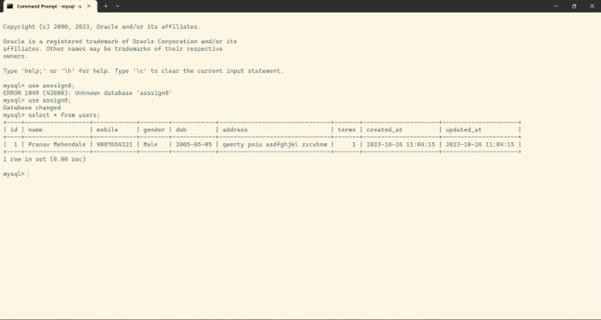 Command Prompt - mysql -u
Copyright (c) 2000, 2023, Oracle and/or its affiliates.
Oracle is a registered trademark of Oracle Corporation and/or its
affiliates. Other names may be trademarks of their respective
owners.
Type 'help;' or '\h' for help. Type '\c' to clear the current input statement.
mysql> use asssign8;
ERROR 1049 (42000): Unknown database 'asssign8'
mysql> use assign8;
Database changed
mysql> select * from users;
| id | name | mobile | gender | dob | address | terms | created_at | updated_at |
| 1 | Pranav Mehendale | 9087654321 | Male | 2005-05-05 | qwerty poiu asdfghjkl zxcvbnm | 1 | 2023-10-26 11:04:15 | 2023-10-26 11:04:15 |
1 row in set (0.00 sec)
mysql>